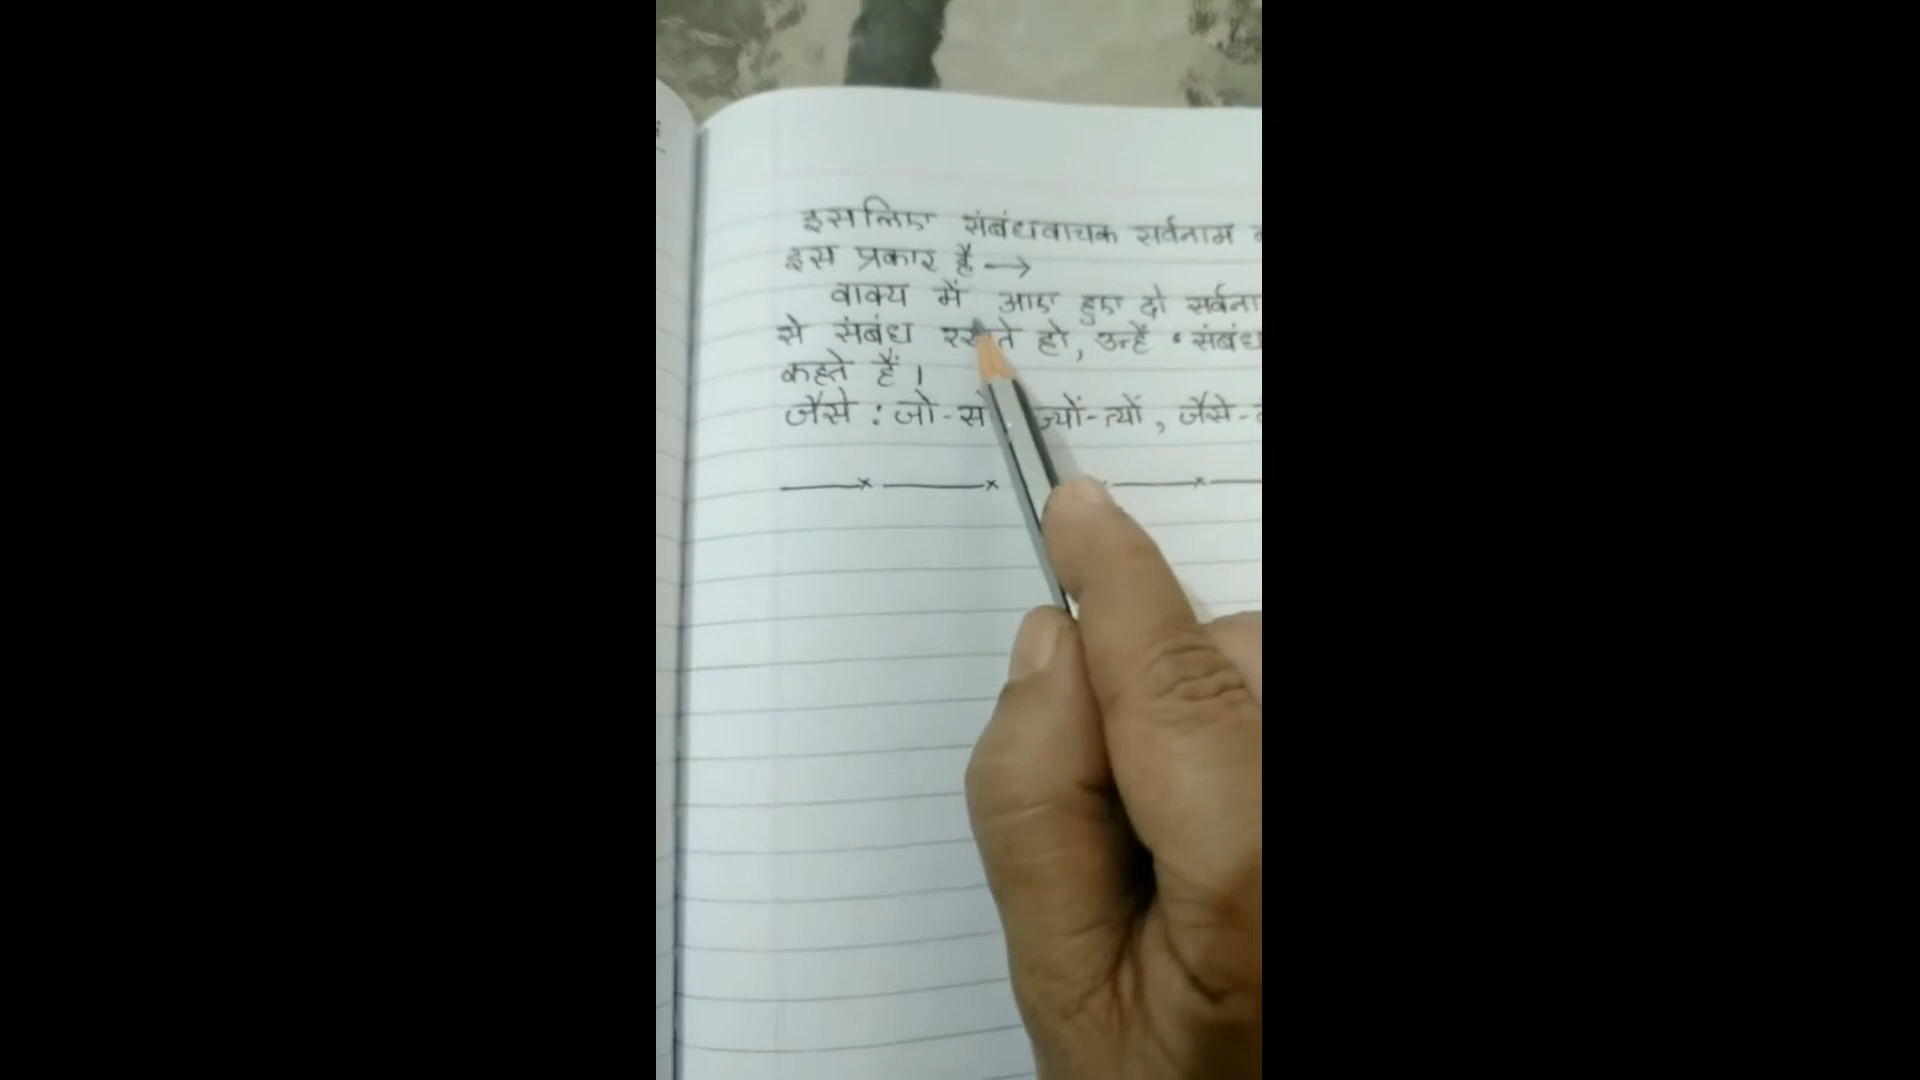 इसलिए संबंधवाचक सर्वनाम
इस प्रकार है →
वाक्य में आए हुए दो सर्वना
से संबंध रखते हो, उन्हें "संबंध
कहते हैं।
जैसे : जो-सो ज्यों-त्यों, जैसे-